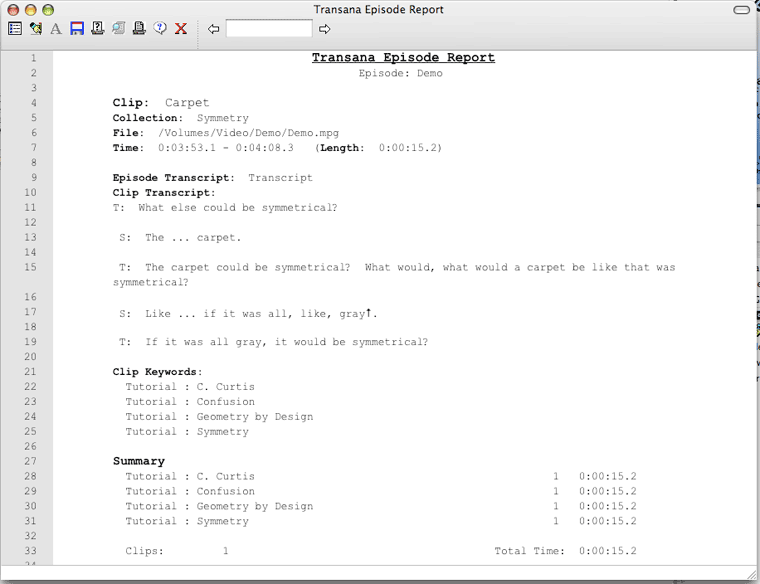 Transana Episode Report
1 Transana Episode Report
2 Episode: Demo
3
4 Clip: Carpet
5 Collection: Symmetry
6 File: /Volumes/Video/Demo/Demo.mpg
7 Time: 0:03:53.1 - 0:04:08.3 (Length: 0:00:15.2)
8
9 Episode Transcript: Transcript
10 Clip Transcript:
11 T: What else could be symmetrical?
12
13 S: The ... carpet.
14
15 T: The carpet could be symmetrical? What would, what would a carpet be like that was
symmetrical?
16
17 S: Like ... if it was all, like, gray↑.
18
19 T: If it was all gray, it would be symmetrical?
20
21 Clip Keywords:
22 Tutorial : C. Curtis
23 Tutorial : Confusion
24 Tutorial : Geometry by Design
25 Tutorial : Symmetry
26
27 Summary
28 Tutorial : C. Curtis 1 0:00:15.2
29 Tutorial : Confusion 1 0:00:15.2
30 Tutorial : Geometry by Design 1 0:00:15.2
31 Tutorial : Symmetry 1 0:00:15.2
32
33 Clips: 1 Total Time: 0:00:15.2